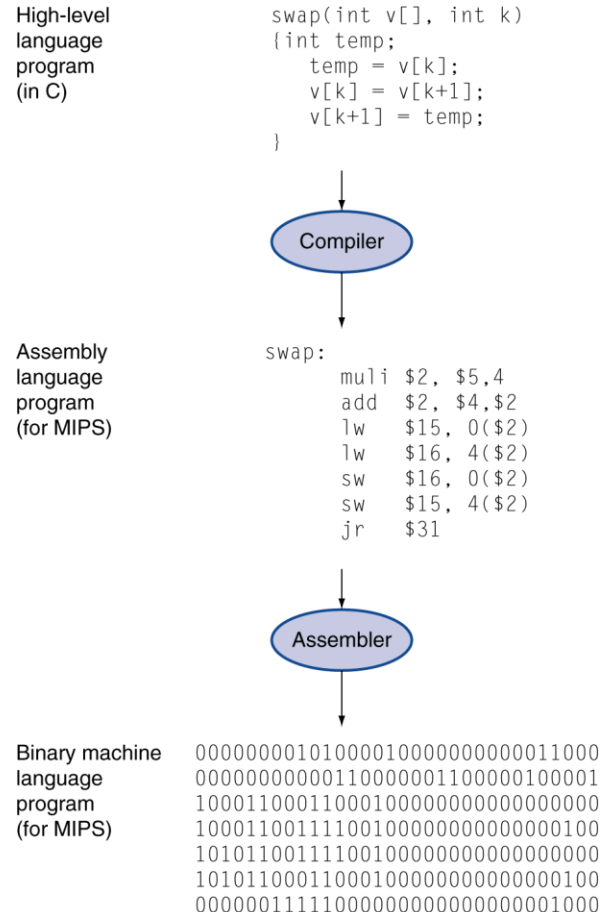 High-level
language
program
(in C)
swap(int v[], int k)
{int temp;
temp = v[k];
v[k] = v[k+1];
v[k+1] = temp;
}
Compiler
Assembly
language
program
(for MIPS)
swap:
muli $2, $5,4
add $2, $4,$2
lw $15, 0($2)
lw $16, 4($2)
sw $16, 0($2)
sw $15, 4($2)
jr $31
Assembler
Binary machine
language
program
(for MIPS)
00000000101000010000000000011000
00000000000110000001100000100001
10001100011000100000000000000000
10001100111100100000000000000100
10101100111100100000000000000000
10101100011000100000000000000100
00000011111000000000000000001000